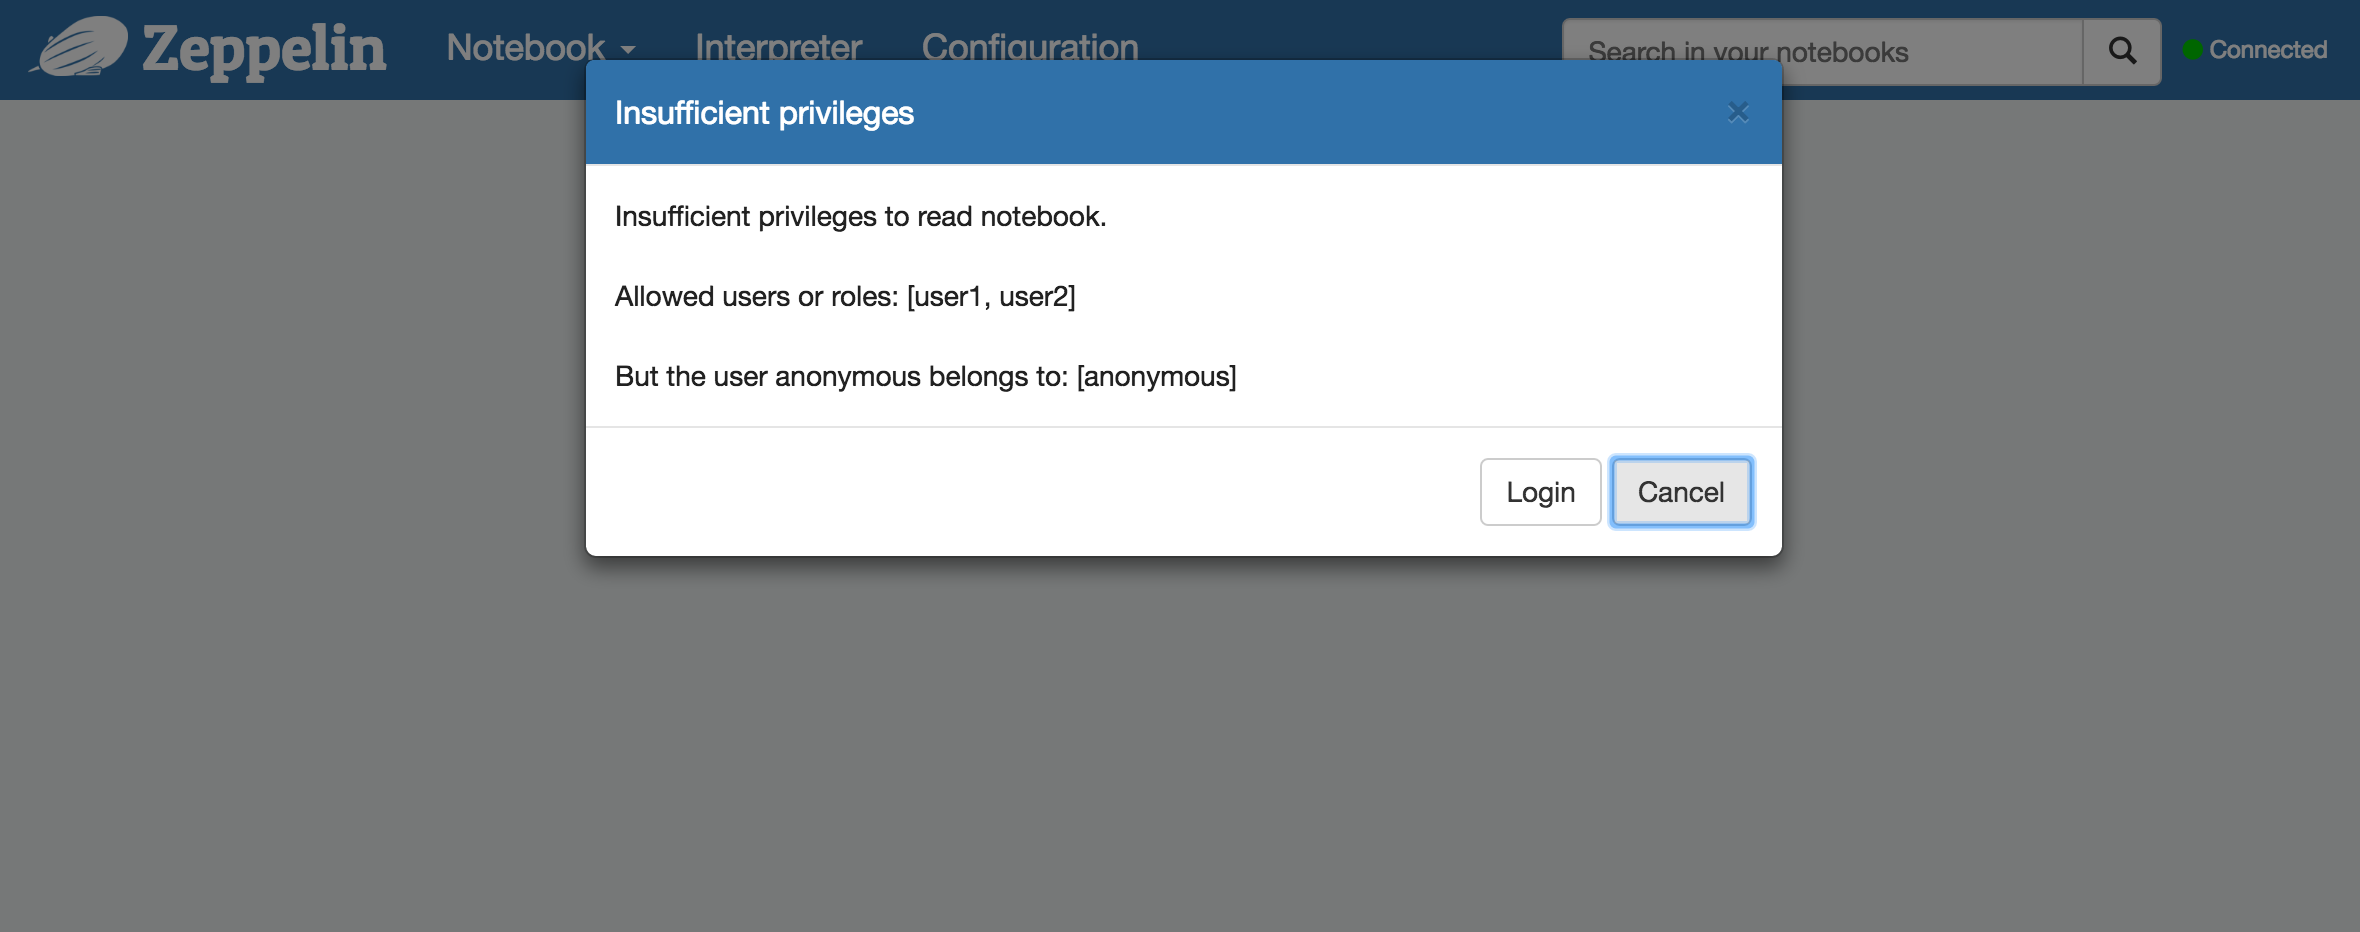 Zeppelin Notebook Interpreter Configuration Search in your notebooks Connected
Insufficient privileges ×
Insufficient privileges to read notebook.
Allowed users or roles: [user1, user2]
But the user anonymous belongs to: [anonymous]
Login Cancel